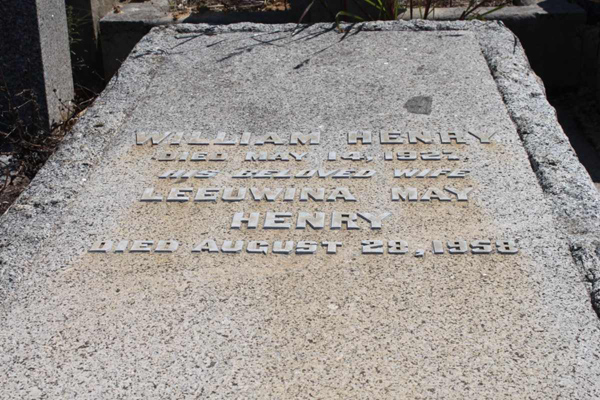 WILLIAM HENRY
DIED MAY 14, 1921.
HIS BELOVED WIFE
LEEUWINA MAY
HENRY
DIED AUGUST 28, 1958